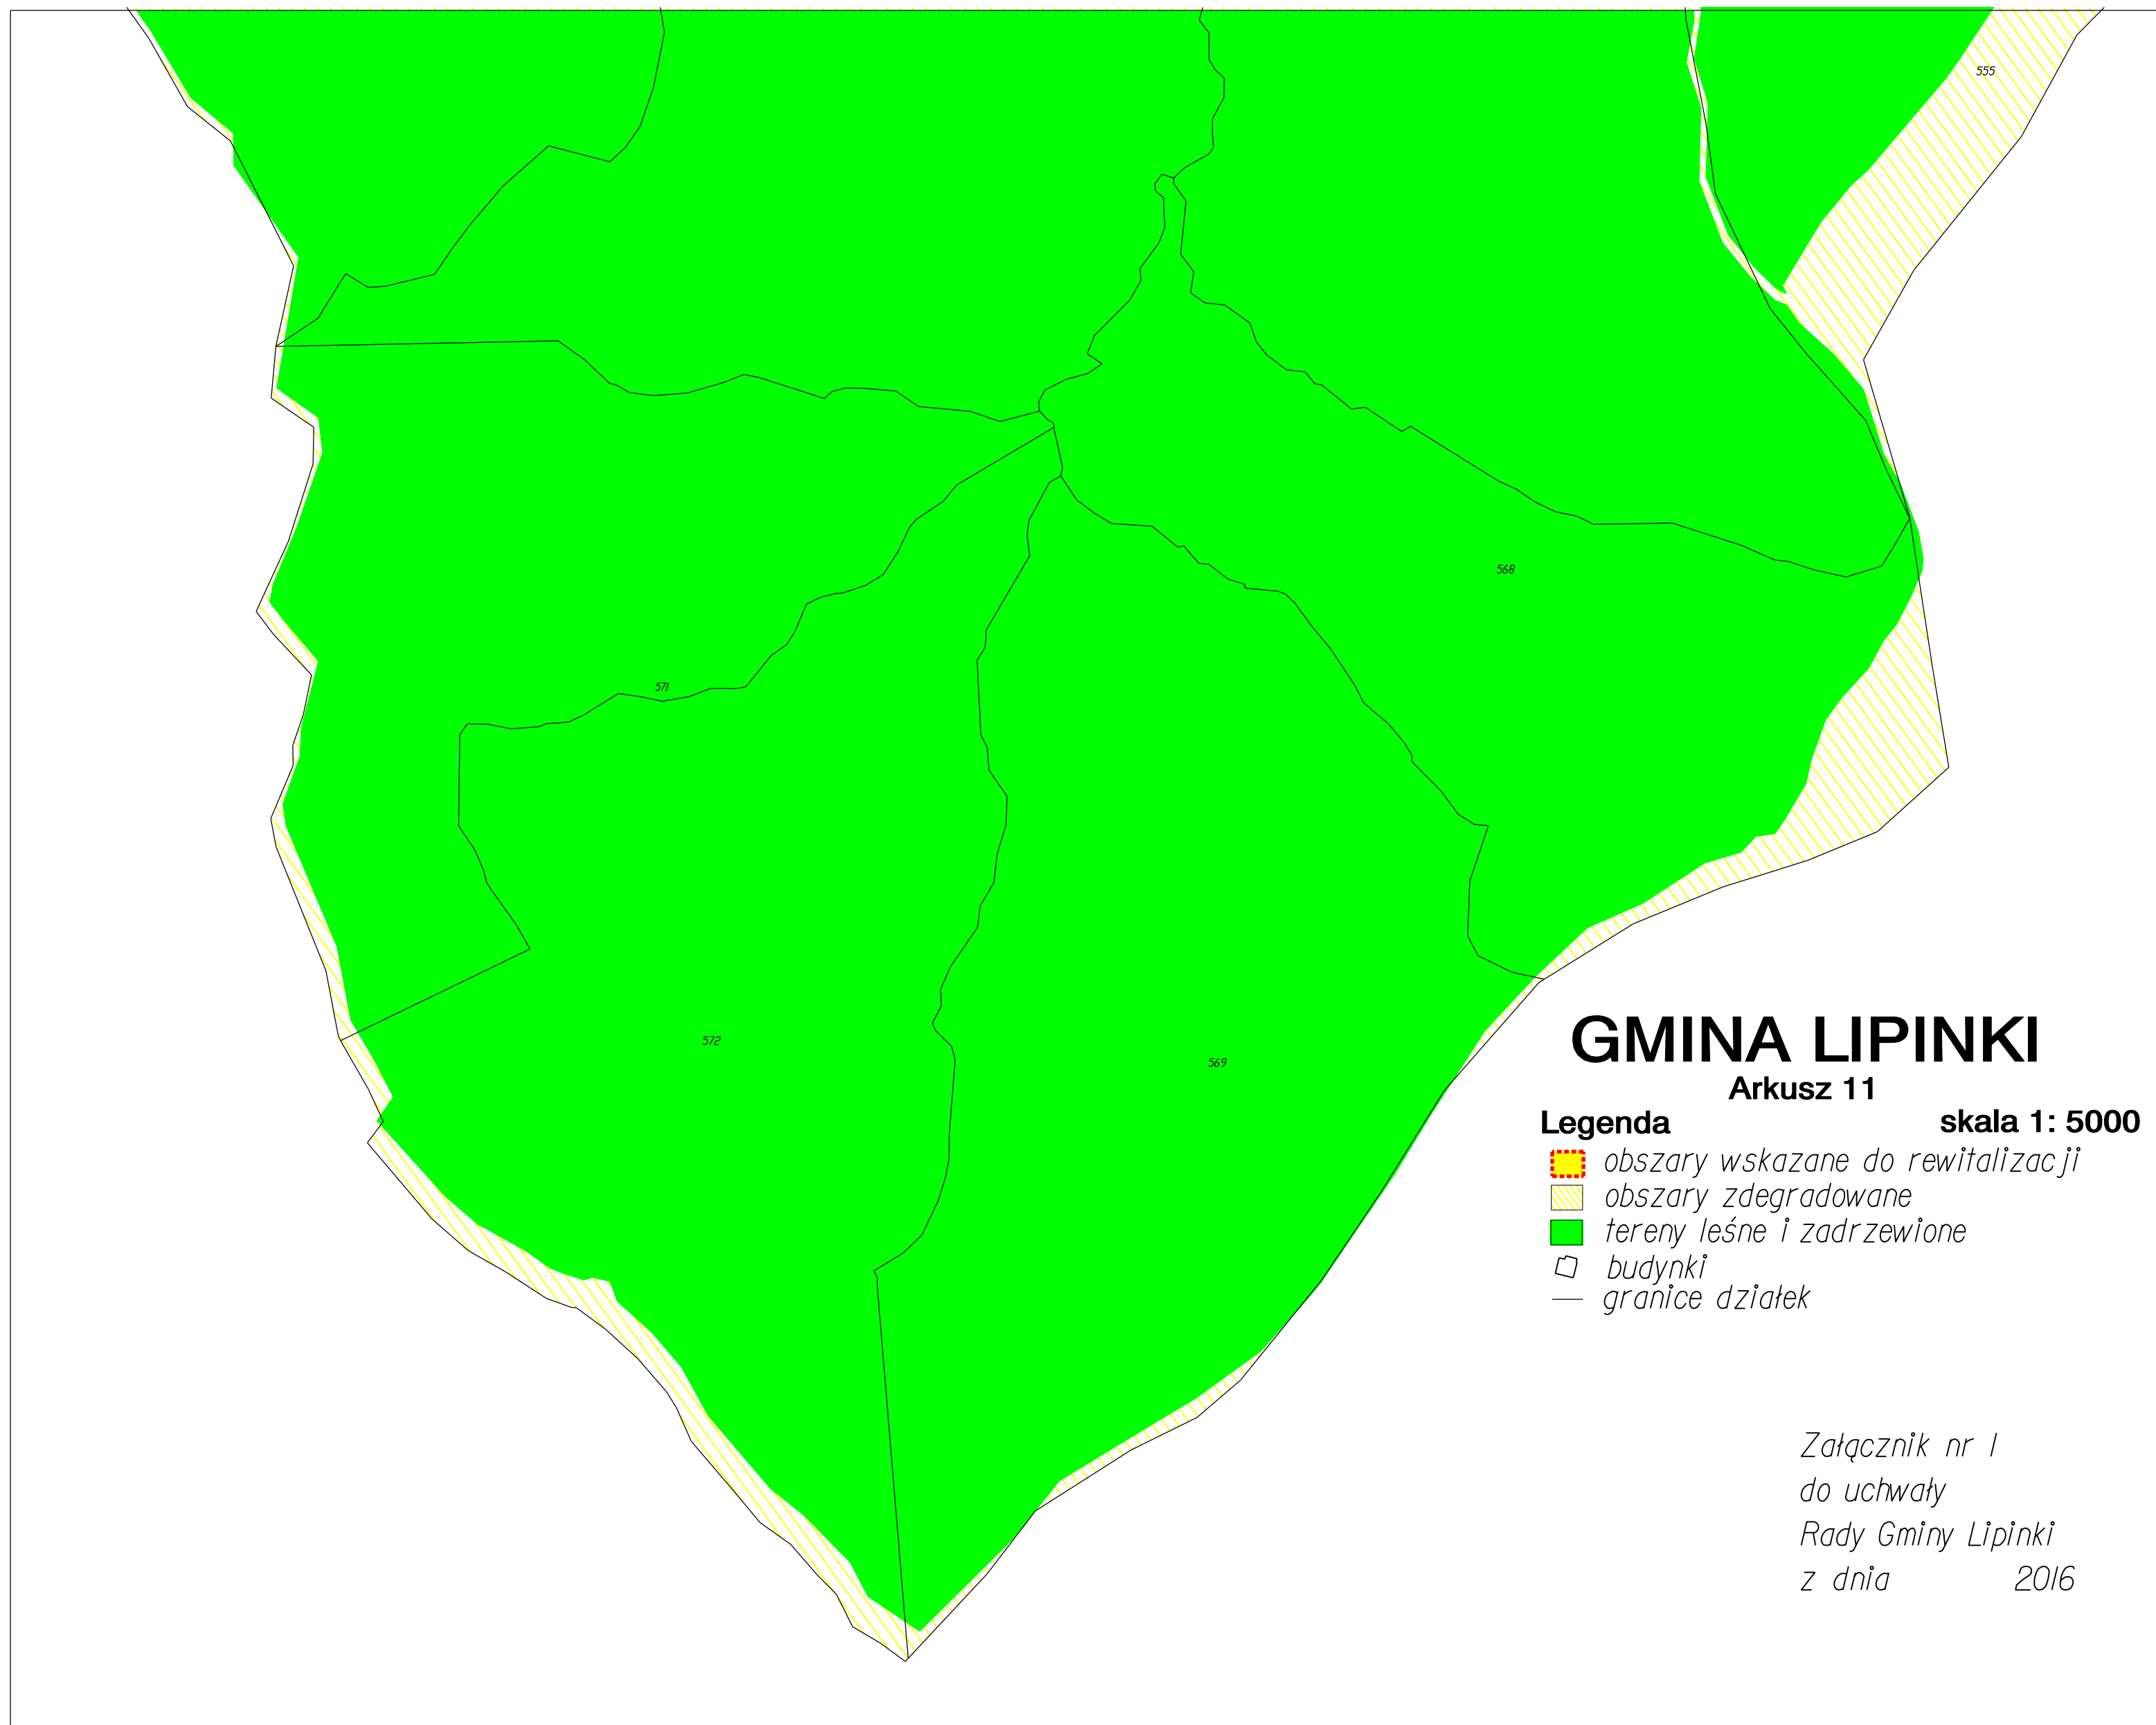 555
568
571
572
569
GMINA LIPINKI
Arkusz 11
Legenda skala 1: 5000
obszary wskazane do rewitalizacji
obszary zdegradowane
tereny leśne i zadrzewione
budynki
granice działek
Załącznik nr 1
do uchwały
Rady Gminy Lipinki
z dnia 2016